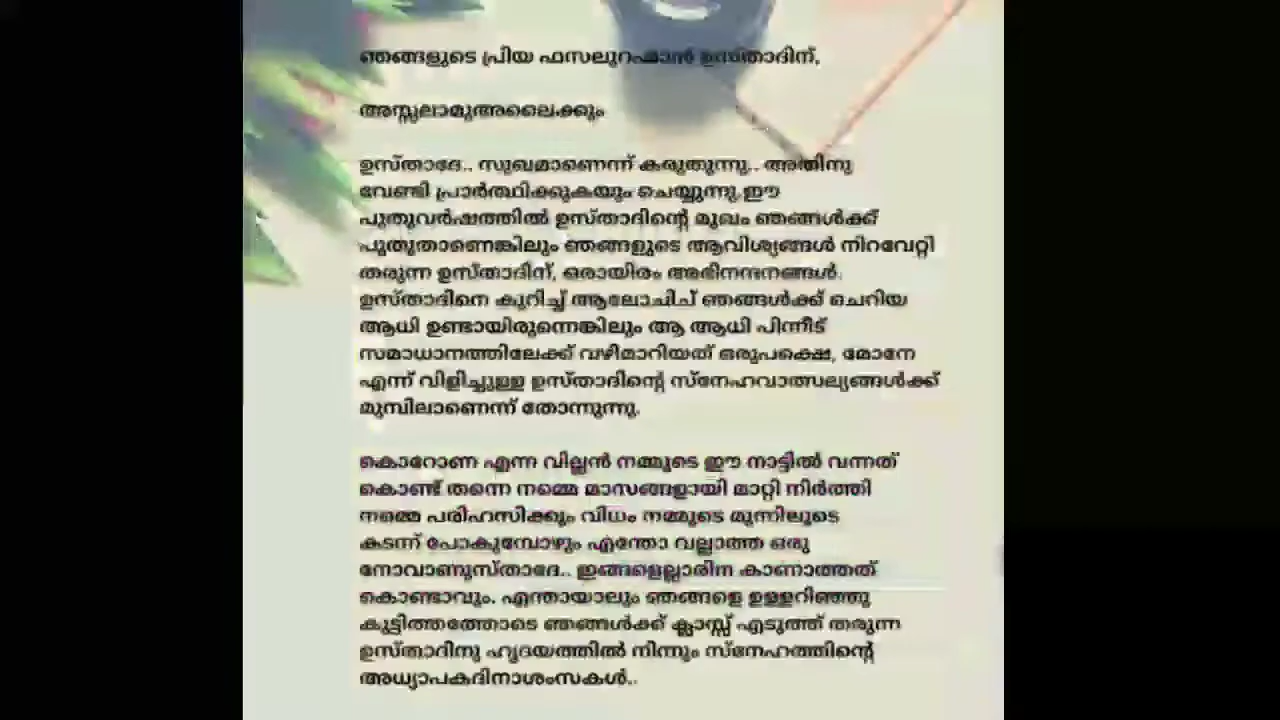 ഞങ്ങളുടെ പ്രിയ ഫസലുറഹ്മാൻ ഉസ്താദിന്,
അസ്സലാമുഅലൈക്കും
ഉസ്താദേ.. സുഖമാണെന്ന് കരുതുന്നു.. അതിനു
വേണ്ടി പ്രാർത്ഥിക്കുകയും ചെയ്യുന്നു.ഈ
പുതുവർഷത്തിൽ ഉസ്താദിന്റെ മുഖം ഞങ്ങൾക്ക്
പുതുതാണെങ്കിലും ഞങ്ങളുടെ ആവിശ്യങ്ങൾ നിറവേറ്റി
തരുന്ന ഉസ്താദിന്, ഒരായിരം അഭിനന്ദനങ്ങൾ.
ഉസ്താദിനെ കുറിച്ച് ആലോചിച് ഞങ്ങൾക്ക് ചെറിയ
ആധി ഉണ്ടായിരുന്നെങ്കിലും ആ ആധി പിന്നീട്
സമാധാനത്തിലേക്ക് വഴിമാറിയത് ഒരുപക്ഷെ, മോനേ
എന്ന് വിളിച്ചുള്ള ഉസ്താദിന്റെ സ്നേഹവാത്സല്യങ്ങൾക്ക്
മുമ്പിലാണെന്ന് തോന്നുന്നു.
കൊറോണ എന്ന വില്ലൻ നമ്മുടെ ഈ നാട്ടിൽ വന്നത്
കൊണ്ട് തന്നെ നമ്മെ മാസങ്ങളായി മാറ്റി നിർത്തി
നമ്മെ പരിഹസിക്കും വിധം നമ്മുടെ മുന്നിലൂടെ
കടന്ന് പോകുമ്പോഴും എന്തോ വല്ലാത്ത ഒരു
നോവാണുസ്താദേ.. ഇങ്ങളെല്ലാരിന കാണാത്തത്
കൊണ്ടാവും. എന്തായാലും ഞങ്ങളെ ഉള്ളറിഞ്ഞു
കുട്ടിത്തത്തോടെ ഞങ്ങൾക്ക് ക്ലാസ്സ് എടുത്ത് തരുന്ന
ഉസ്താദിനു ഹൃദയത്തിൽ നിന്നും സ്നേഹത്തിന്റെ
അധ്യാപകദിനാശംസകൾ..